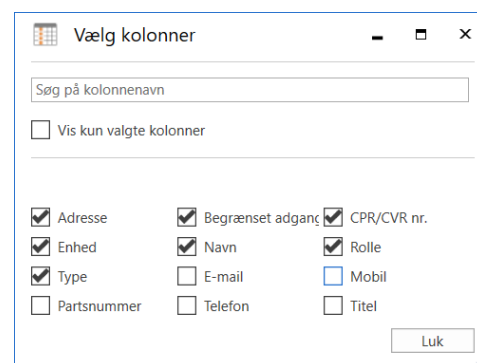 Vælg kolonner
Søg på kolonnenavn
Vis kun valgte kolonner
Adresse Begrænset adgang CPR/CVR nr.
Enhed Navn Rolle
Type E-mail Mobil
Partsnummer Telefon Titel
Luk